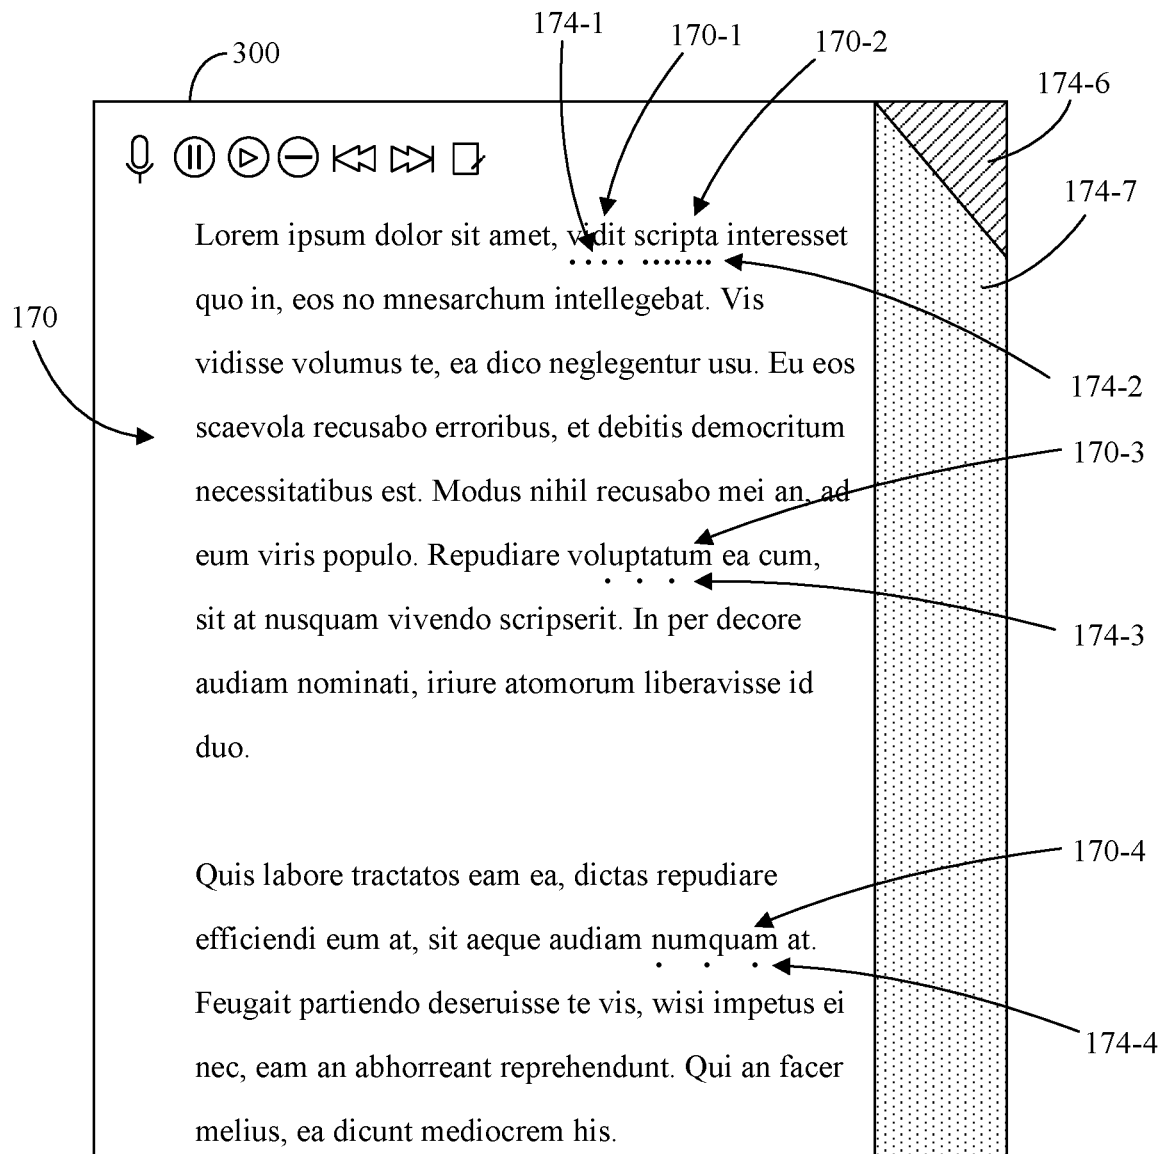 174-1
170-1
170-2
300
174-6
174-7
Lorem ipsum dolor sit amet, vidit scripta interesset
quo in, eos no mnesarchum intellegebat. Vis
170
vidisse volumus te, ea dico neglegentur usu. Eu eos
174-2
scaevola recusabo erroribus, et debitis democritum
170-3
necessitatibus est. Modus nihil recusabo mei an, ad
eum viris populo. Repudiare voluptatum ea cum,
sit at nusquam vivendo scripserit. In per decore
174-3
audiam nominati, iriure atomorum liberavisse id
duo.
Quis labore tractatos eam ea, dictas repudiare
170-4
efficiendi eum at, sit aeque audiam numquam at.
Feugait partiendo deseruisse te vis, wisi impetus ei
174-4
nec, eam an abhorreant reprehendunt. Qui an facer
melius, ea dicunt mediocrem his.